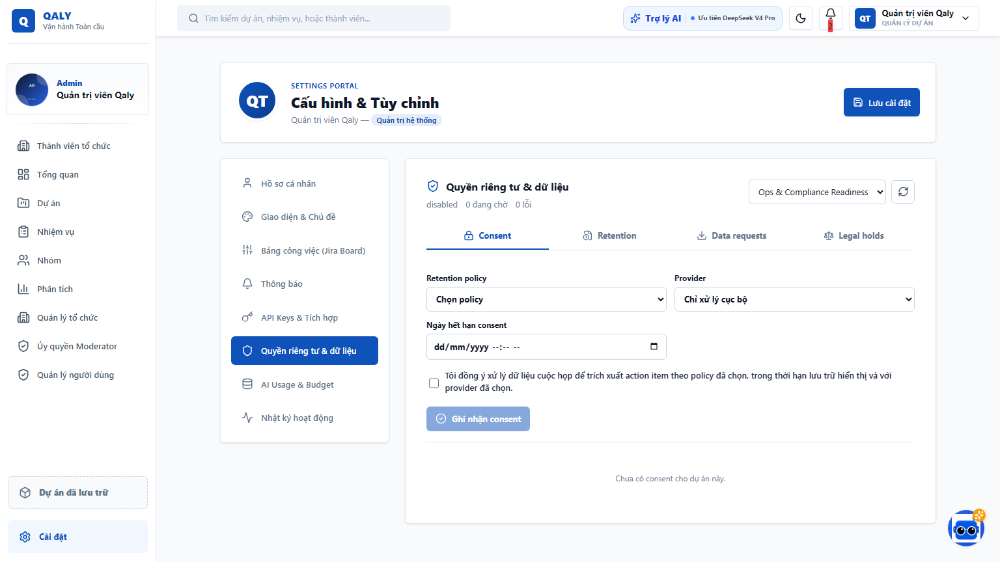 Q
QALY
Vận hành Toàn cầu
Tìm kiếm dự án, nhiệm vụ, hoặc thành viên...
Trợ lý AI
Ưu tiên DeepSeek V4 Pro
2
QT
Quản trị viên Qaly
QUẢN LÝ DỰ ÁN
AD
Admin
Quản trị viên Qaly
Thành viên tổ chức
Tổng quan
Dự án
Nhiệm vụ
Nhóm
Phân tích
Quản lý tổ chức
Ủy quyền Moderator
Quản lý người dùng
Dự án đã lưu trữ
Cài đặt
QT
SETTINGS PORTAL
Cấu hình & Tùy chỉnh
Quản trị viên Qaly — Quản trị hệ thống
Lưu cài đặt
Hồ sơ cá nhân
Giao diện & Chủ đề
Bảng công việc (Jira Board)
Thông báo
API Keys & Tích hợp
Quyền riêng tư & dữ liệu
AI Usage & Budget
Nhật ký hoạt động
Quyền riêng tư & dữ liệu
disabled 0 đang chờ 0 lỗi
Ops & Compliance Readiness
Consent
Retention
Data requests
Legal holds
Retention policy
Provider
Chọn policy
Chỉ xử lý cục bộ
Ngày hết hạn consent
dd/mm/yyyy --:-- --
Tôi đồng ý xử lý dữ liệu cuộc họp để trích xuất action item theo policy đã chọn, trong thời hạn lưu trữ hiển thị và với
provider đã chọn.
Ghi nhận consent
Chưa có consent cho dự án này.